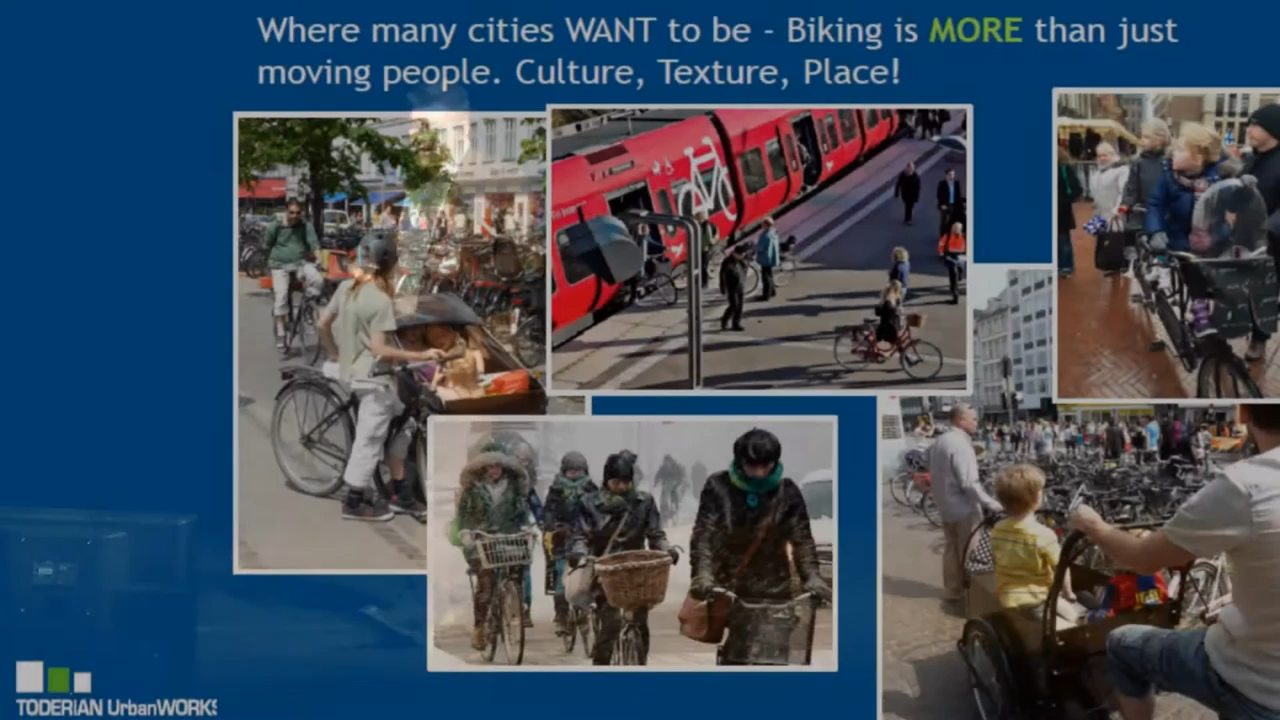 Where many cities WANT to be - Biking is MORE than just
moving people. Culture, Texture, Place!
TODERIAN UrbanWORKS